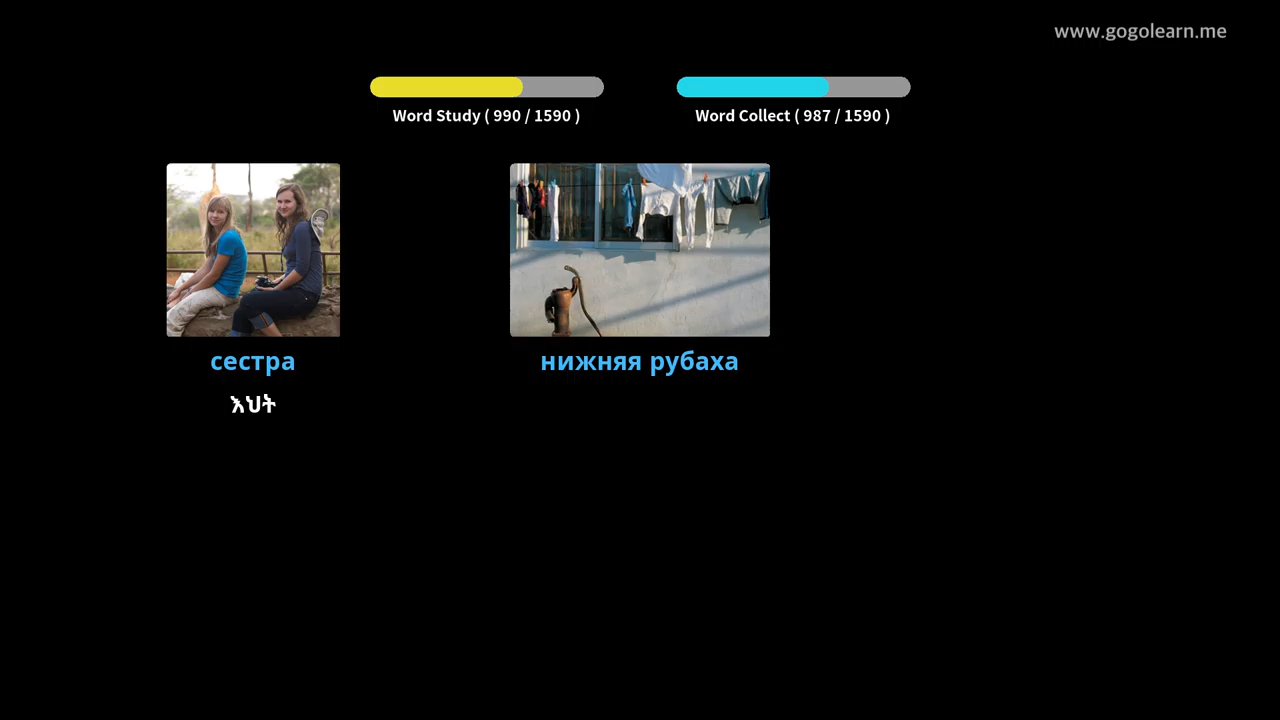 www.gogolearn.me
Word Study ( 990 / 1590 )
Word Collect ( 987 / 1590 )
сестра
እህት
нижняя рубаха